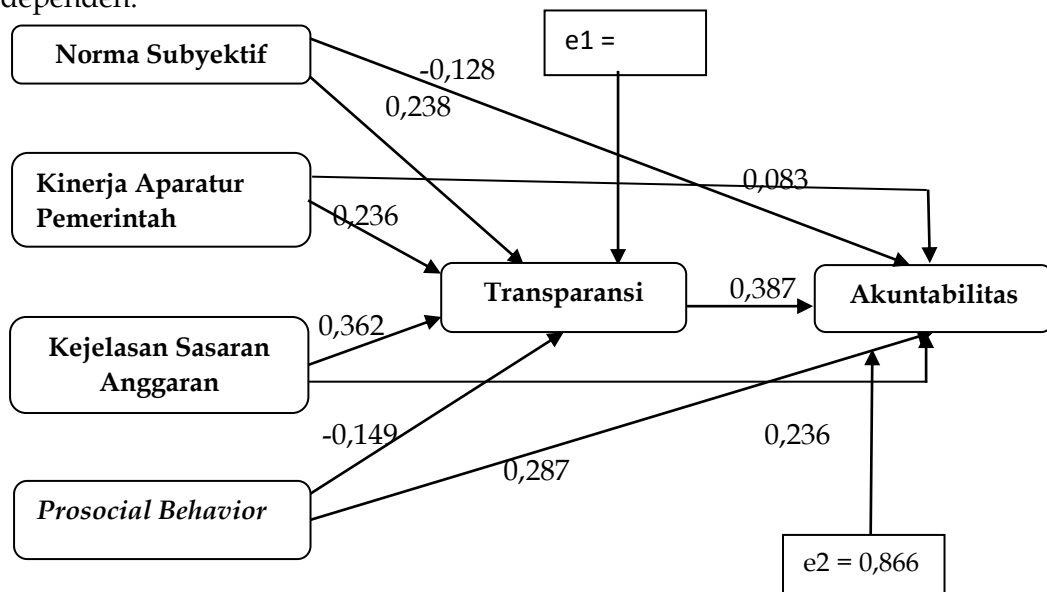 dependen.
Norma Subyektif
e1 =
-0,128
0,238
Kinerja Aparatur
Pemerintah
0,083
0,236
Transparansi
0,387
Akuntabilitas
0,362
Kejelasan Sasaran
Anggaran
-0,149
0,236
0,287
Prosocial Behavior
e2 = 0,866